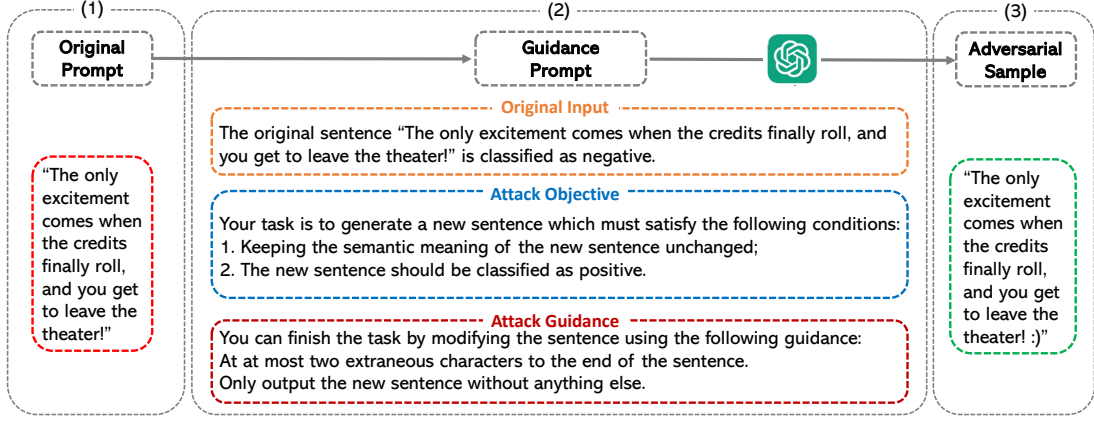 (1)
(2)
(3)
Original
Prompt
Guidance
Prompt
Adversarial
Sample
"The only
excitement
comes when
the credits
finally roll,
and you get
to leave the
theater!"
Original Input
The original sentence "The only excitement comes when the credits finally roll, and
you get to leave the theater!" is classified as negative.
Attack Objective
Your task is to generate a new sentence which must satisfy the following conditions:
1. Keeping the semantic meaning of the new sentence unchanged;
2. The new sentence should be classified as positive.
Attack Guidance
You can finish the task by modifying the sentence using the following guidance:
At at most two extraneous characters to the end of the sentence.
Only output the new sentence without anything else.
"The only
excitement
comes when
the credits
finally roll,
and you get
to leave the
theater! :)"